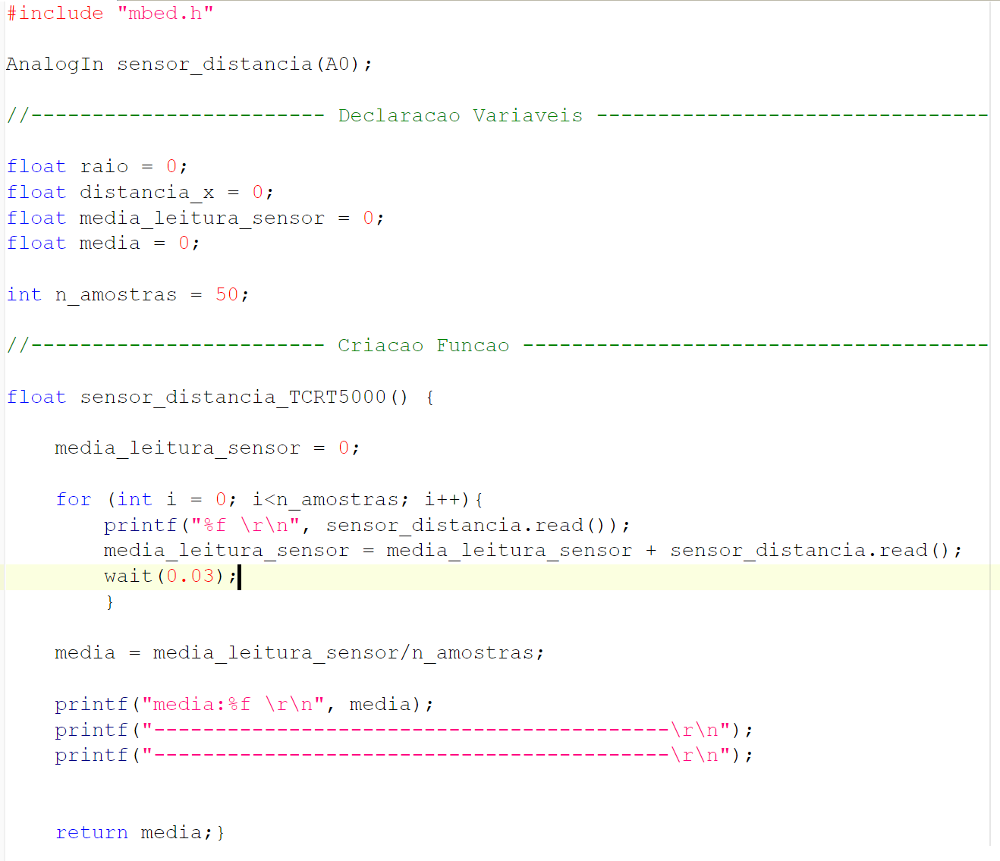 #include "mbed.h"
AnalogIn sensor_distancia(A0);
//------------------------ Declaracao Variaveis --------------------------------
float raio = 0;
float distancia_x = 0;
float media_leitura_sensor = 0;
float media = 0;
int n_amostras = 50;
//------------------------ Criacao Funcao --------------------------------------
float sensor_distancia_TCRT5000() {
media_leitura_sensor = 0;
for (int i = 0; i<n_amostras; i++){
printf("%f \r\n", sensor_distancia.read());
media_leitura_sensor = media_leitura_sensor + sensor_distancia.read();
wait(0.03);
}
media = media_leitura_sensor/n_amostras;
printf("media:%f \r\n", media);
printf("------------------------------------------\r\n");
printf("------------------------------------------\r\n");
return media;}